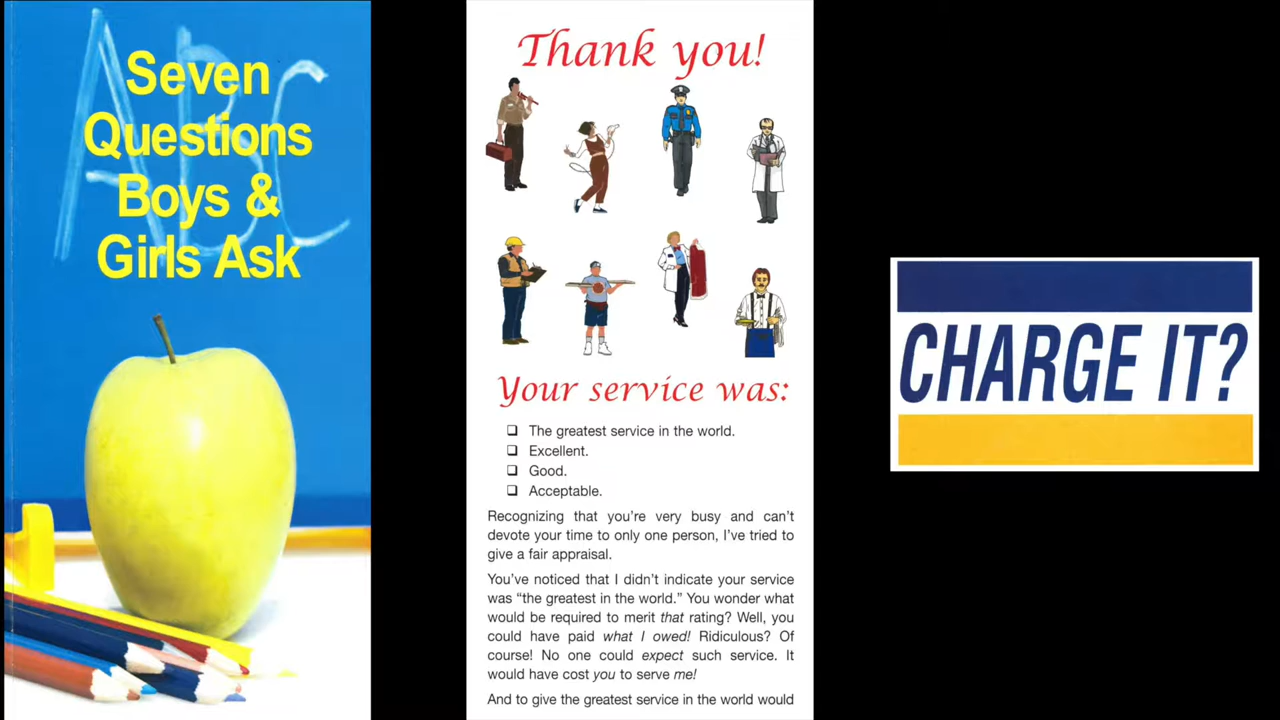 ABC
Seven
Questions
Boys &
Girls Ask
Thank you!
Your service was:
❑ The greatest service in the world.
❑ Excellent.
❑ Good.
❑ Acceptable.
Recognizing that you’re very busy and can’t
devote your time to only one person, I’ve tried to
give a fair appraisal.
You’ve noticed that I didn’t indicate your service
was “the greatest in the world.” You wonder what
would be required to merit that rating? Well, you
could have paid what I owed! Ridiculous? Of
course! No one could expect such service. It
would have cost you to serve me!
And to give the greatest service in the world would
CHARGE IT?